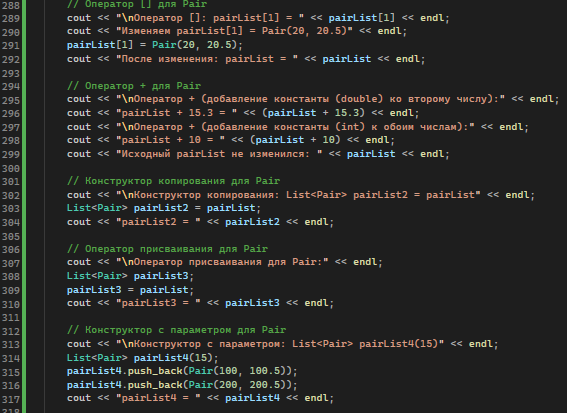 288 // Оператор [] для Pair
289 cout << "\nОператор []: pairList[1] = " << pairList[1] << endl;
290 cout << "Изменяем pairList[1] = Pair(20, 20.5)" << endl;
291 pairList[1] = Pair(20, 20.5);
292 cout << "После изменения: pairList = " << pairList << endl;
293
294 // Оператор + для Pair
295 cout << "\nОператор + (добавление константы (double) ко второму числу):" << endl;
296 cout << "pairList + 15.3 = " << (pairList + 15.3) << endl;
297 cout << "\nОператор + (добавление константы (int) к обоим числам):" << endl;
298 cout << "pairList + 10 = " << (pairList + 10) << endl;
299 cout << "Исходный pairList не изменился: " << pairList << endl;
300
301 // Конструктор копирования для Pair
302 cout << "\nКонструктор копирования: List<Pair> pairList2 = pairList" << endl;
303 List<Pair> pairList2 = pairList;
304 cout << "pairList2 = " << pairList2 << endl;
305
306 // Оператор присваивания для Pair
307 cout << "\nОператор присваивания для Pair:" << endl;
308 List<Pair> pairList3;
309 pairList3 = pairList;
310 cout << "pairList3 = " << pairList3 << endl;
311
312 // Конструктор с параметром для Pair
313 cout << "\nКонструктор с параметром: List<Pair> pairList4(15)" << endl;
314 List<Pair> pairList4(15);
315 pairList4.push_back(Pair(100, 100.5));
316 pairList4.push_back(Pair(200, 200.5));
317 cout << "pairList4 = " << pairList4 << endl;
318